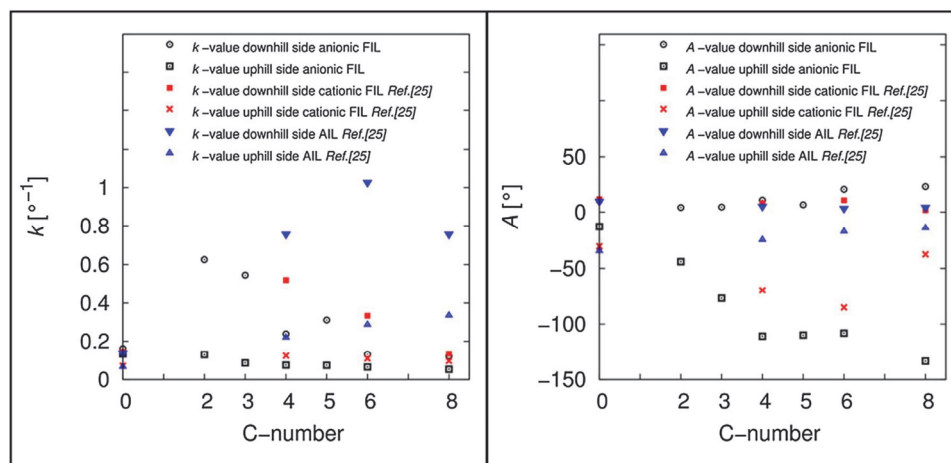 k −value downhill side anionic FIL
k −value uphill side anionic FIL
k −value downhill side cationic FIL Ref.[25]
k −value uphill side cationic FIL Ref.[25]
k −value downhill side AIL Ref.[25]
k −value uphill side AIL Ref.[25]
k [°⁻¹]
1
0.8
0.6
0.4
0.2
0
0 2 3 4 5 6 8
C−number
A −value downhill side anionic FIL
A −value uphill side anionic FIL
A −value downhill side cationic FIL Ref.[25]
A −value uphill side cationic FIL Ref.[25]
A −value downhill side AIL Ref.[25]
A −value uphill side AIL Ref.[25]
A [°]
50
0
−50
−100
−150
0 2 3 4 5 6 8
C−number